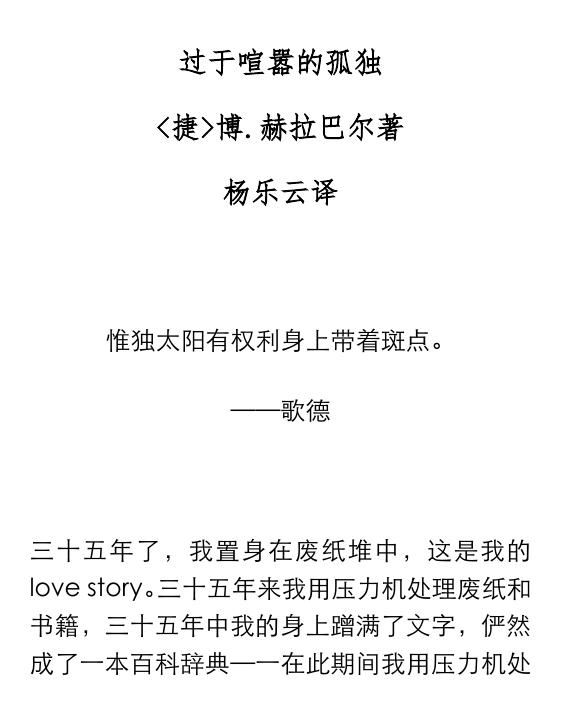 过于喧嚣的孤独
<捷>博.赫拉巴尔著
杨乐云译
惟独太阳有权利身上带着斑点。
——歌德
三十五年了，我置身在废纸堆中，这是我的
love story。三十五年来我用压力机处理废纸和
书籍，三十五年中我的身上蹭满了文字，俨然
成了一本百科辞典—一在此期间我用压力机处